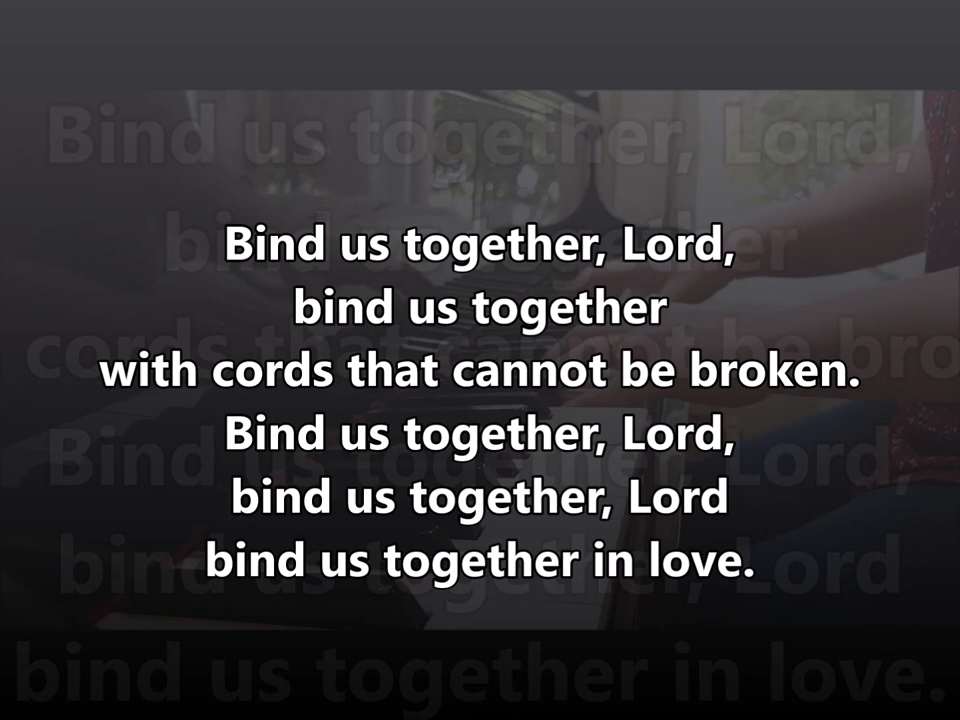 Bind us together, Lord,
bind us together
with cords that cannot be broken.
Bind us together, Lord,
bind us together, Lord
bind us together in love.